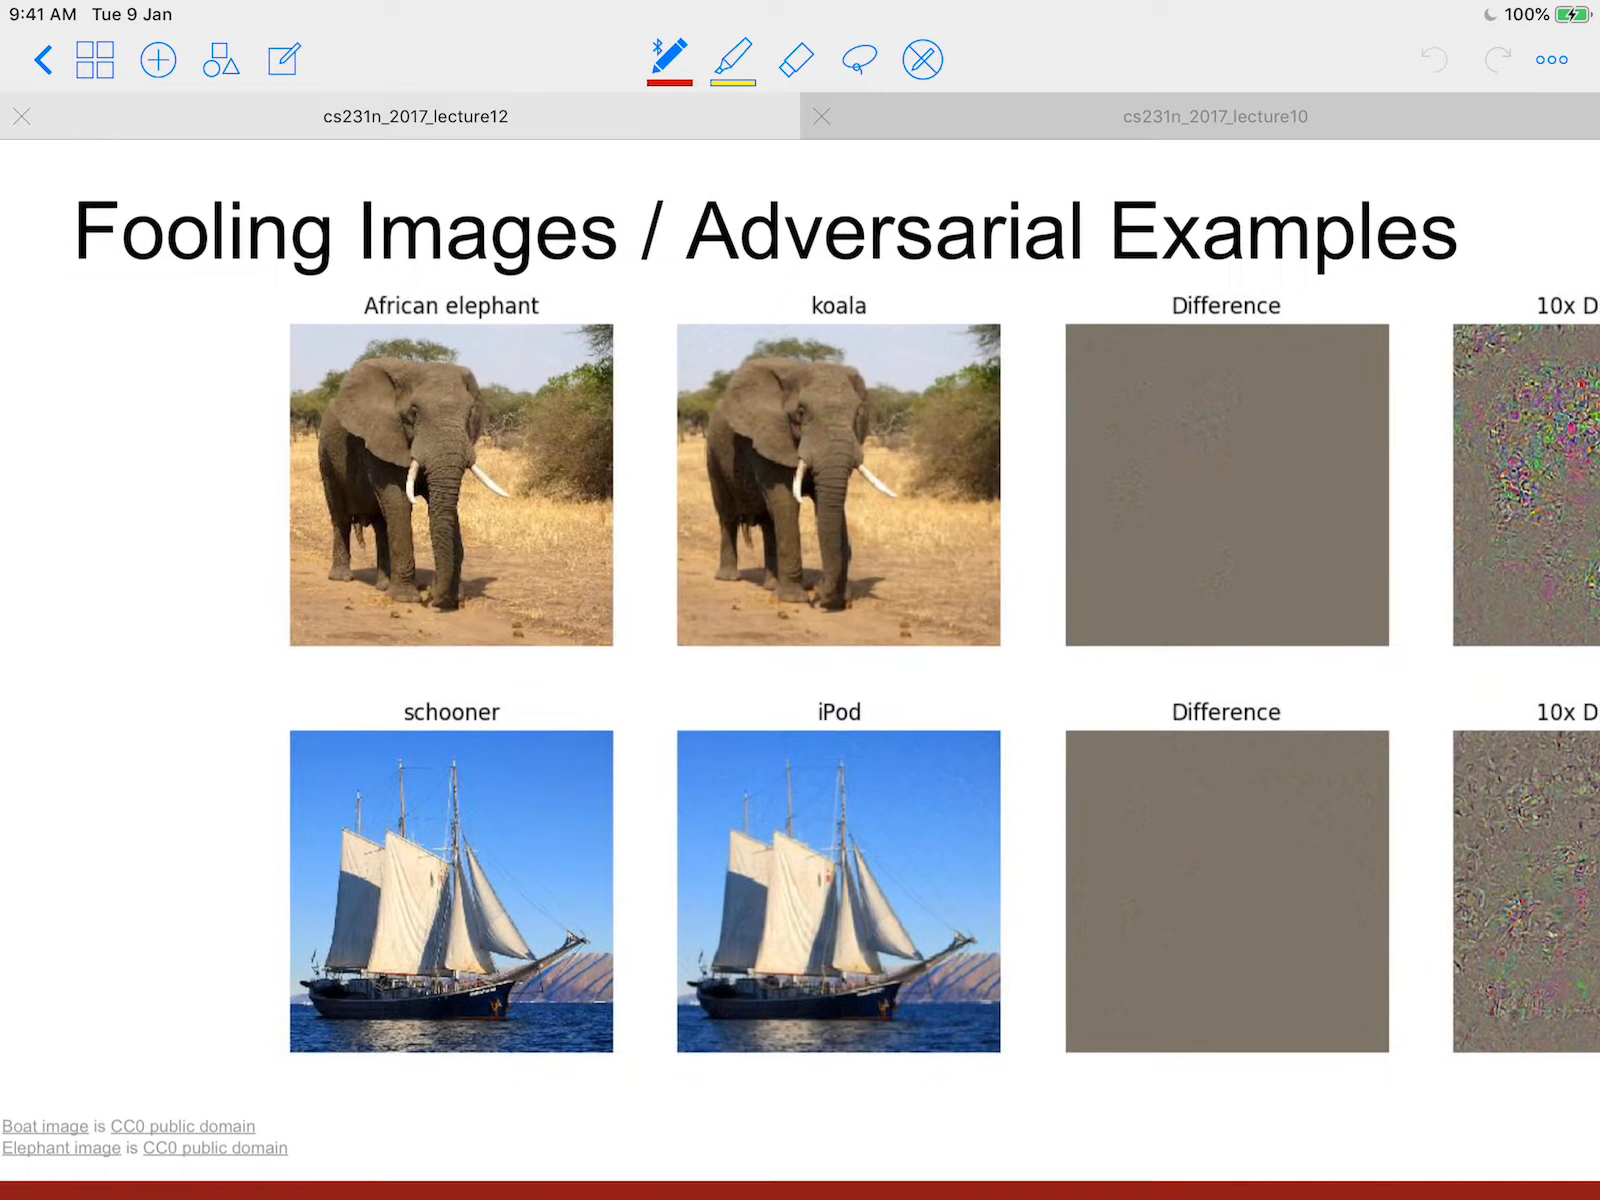 9:41 AM Tue 9 Jan 100%
cs231n_2017_lecture12 cs231n_2017_lecture10
Fooling Images / Adversarial Examples
African elephant koala Difference 10x D
schooner iPod Difference 10x D
Boat image is CC0 public domain
Elephant image is CC0 public domain